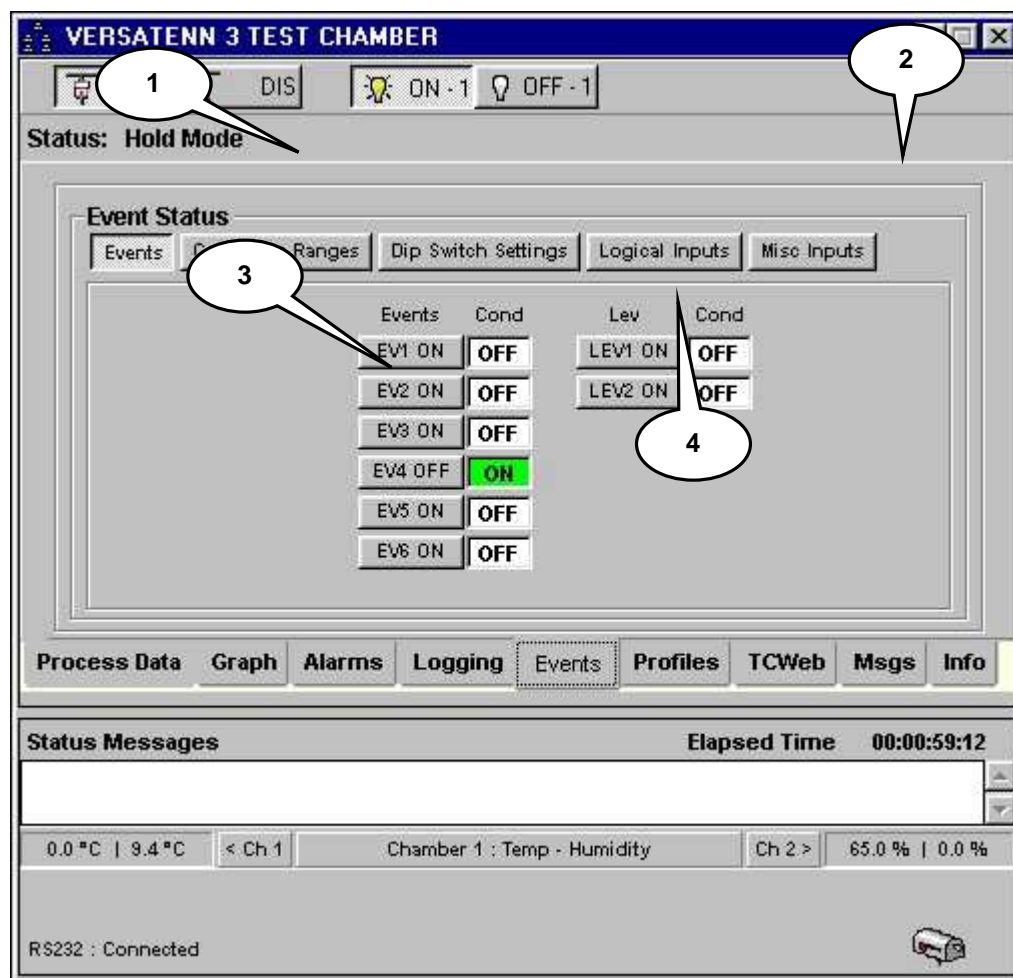 VERSATENN 3 TEST CHAMBER
1
2
DIS
ON - 1
OFF - 1
Status: Hold Mode
Event Status
Events
Ranges
Dip Switch Settings
Logical Inputs
Misc Inputs
3
Events Cond Lev Cond
EV1 ON OFF LEV1 ON OFF
EV2 ON OFF LEV2 ON OFF
EV3 ON OFF
4
EV4 OFF ON
EV5 ON OFF
EV6 ON OFF
Process Data Graph Alarms Logging Events Profiles TCWeb Msgs Info
Status Messages Elapsed Time 00:00:59:12
0.0 °C | 9.4 °C < Ch 1 Chamber 1 : Temp - Humidity Ch 2 > 65.0 % | 0.0 %
RS232 : Connected